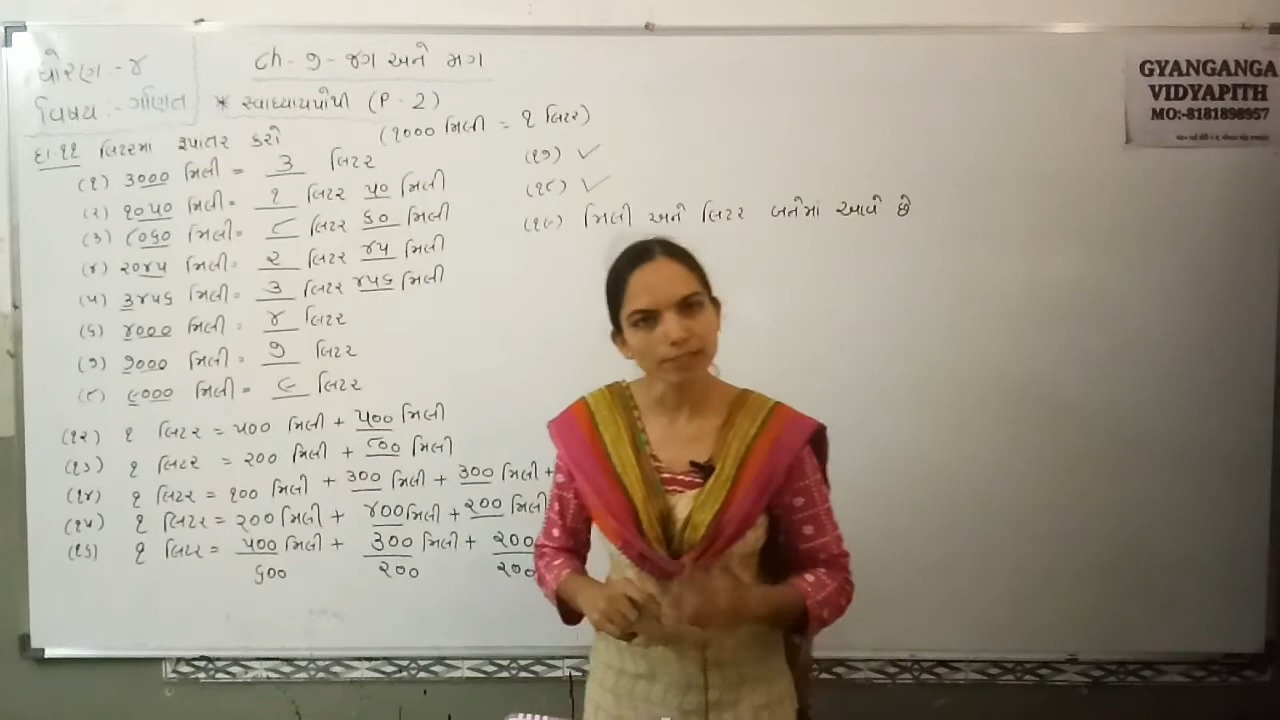 ધોરણ :- ૪
વિષય :- ગણિત
Ch - ૭ - જગ અને મગ
* સ્વાધ્યાયપોથી (P - 2)
દા.૧૧ લિટરમા રૂપાતર કરો (૧૦૦૦ મિલી = ૧ લિટર)
(૧) ૩૦૦૦ મિલી = ૩ લિટર
(૨) ૧૦૫૦ મિલી = ૧ લિટર ૫૦ મિલી
(૩) ૮૦૬૦ મિલી = ૮ લિટર ૬૦ મિલી
(૪) ૨૦૪૫ મિલી = ૨ લિટર ૪૫ મિલી
(૫) ૩૪૫૬ મિલી = ૩ લિટર ૪૫૬ મિલી
(૬) ૪૦૦૦ મિલી = ૪ લિટર
(૭) ૭૦૦૦ મિલી = ૭ લિટર
(૮) ૯૦૦૦ મિલી = ૯ લિટર
(૧૨) ૧ લિટર = ૫૦૦ મિલી + ૫૦૦ મિલી
(૧૩) ૧ લિટર = ૨૦૦ મિલી + ૮૦૦ મિલી
(૧૪) ૧ લિટર = ૧૦૦ મિલી + ૩૦૦ મિલી + ૩૦૦ મિલી +
(૧૫) ૧ લિટર = ૨૦૦ મિલી + ૪૦૦ મિલી + ૨૦૦ મિલી
(૧૬) ૧ લિટર = ૫૦૦ મિલી + ૩૦૦ મિલી + ૨૦૦
૬૦૦ ૨૦૦ ૨૦૦
(૧૭) ✓
(૧૮) ✓
(૧૯) મિલી અને લિટર બંનેમાં આવે છે
GYANGANGA
VIDYAPITH
MO:-8181898957